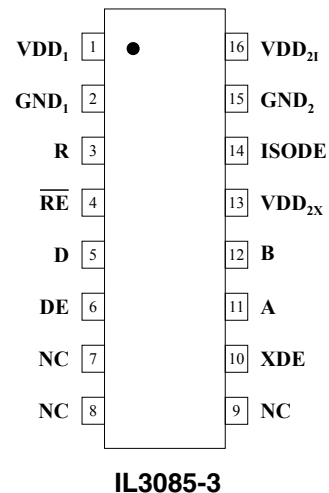 VDD₁ 1 16 VDD₂I
GND₁ 2 15 GND₂
R 3 14 ISODE
R̅E̅ 4 13 VDD₂X
D 5 12 B
DE 6 11 A
NC 7 10 XDE
NC 8 9 NC
IL3085-3